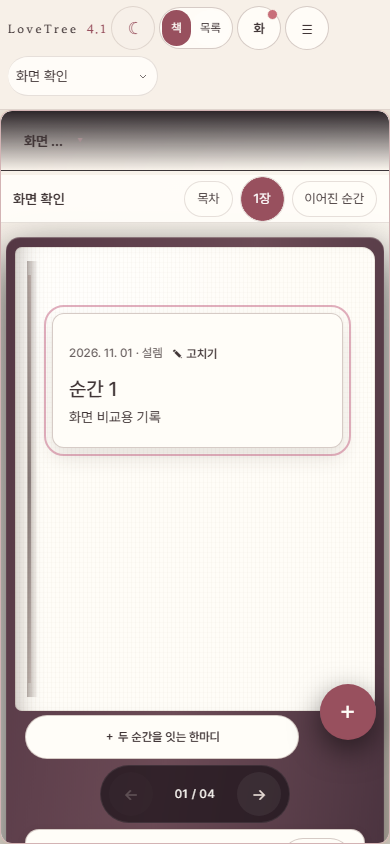 LoveTree 4.1 ☾ 책 목록 화 ☰
화면 확인
화면 ...
화면 확인 목차 1장 이어진 순간
2026. 11. 01 · 설렘 ✎ 고치기
순간 1
화면 비교용 기록
+
+ 두 순간을 잇는 한마디
← 01 / 04 →